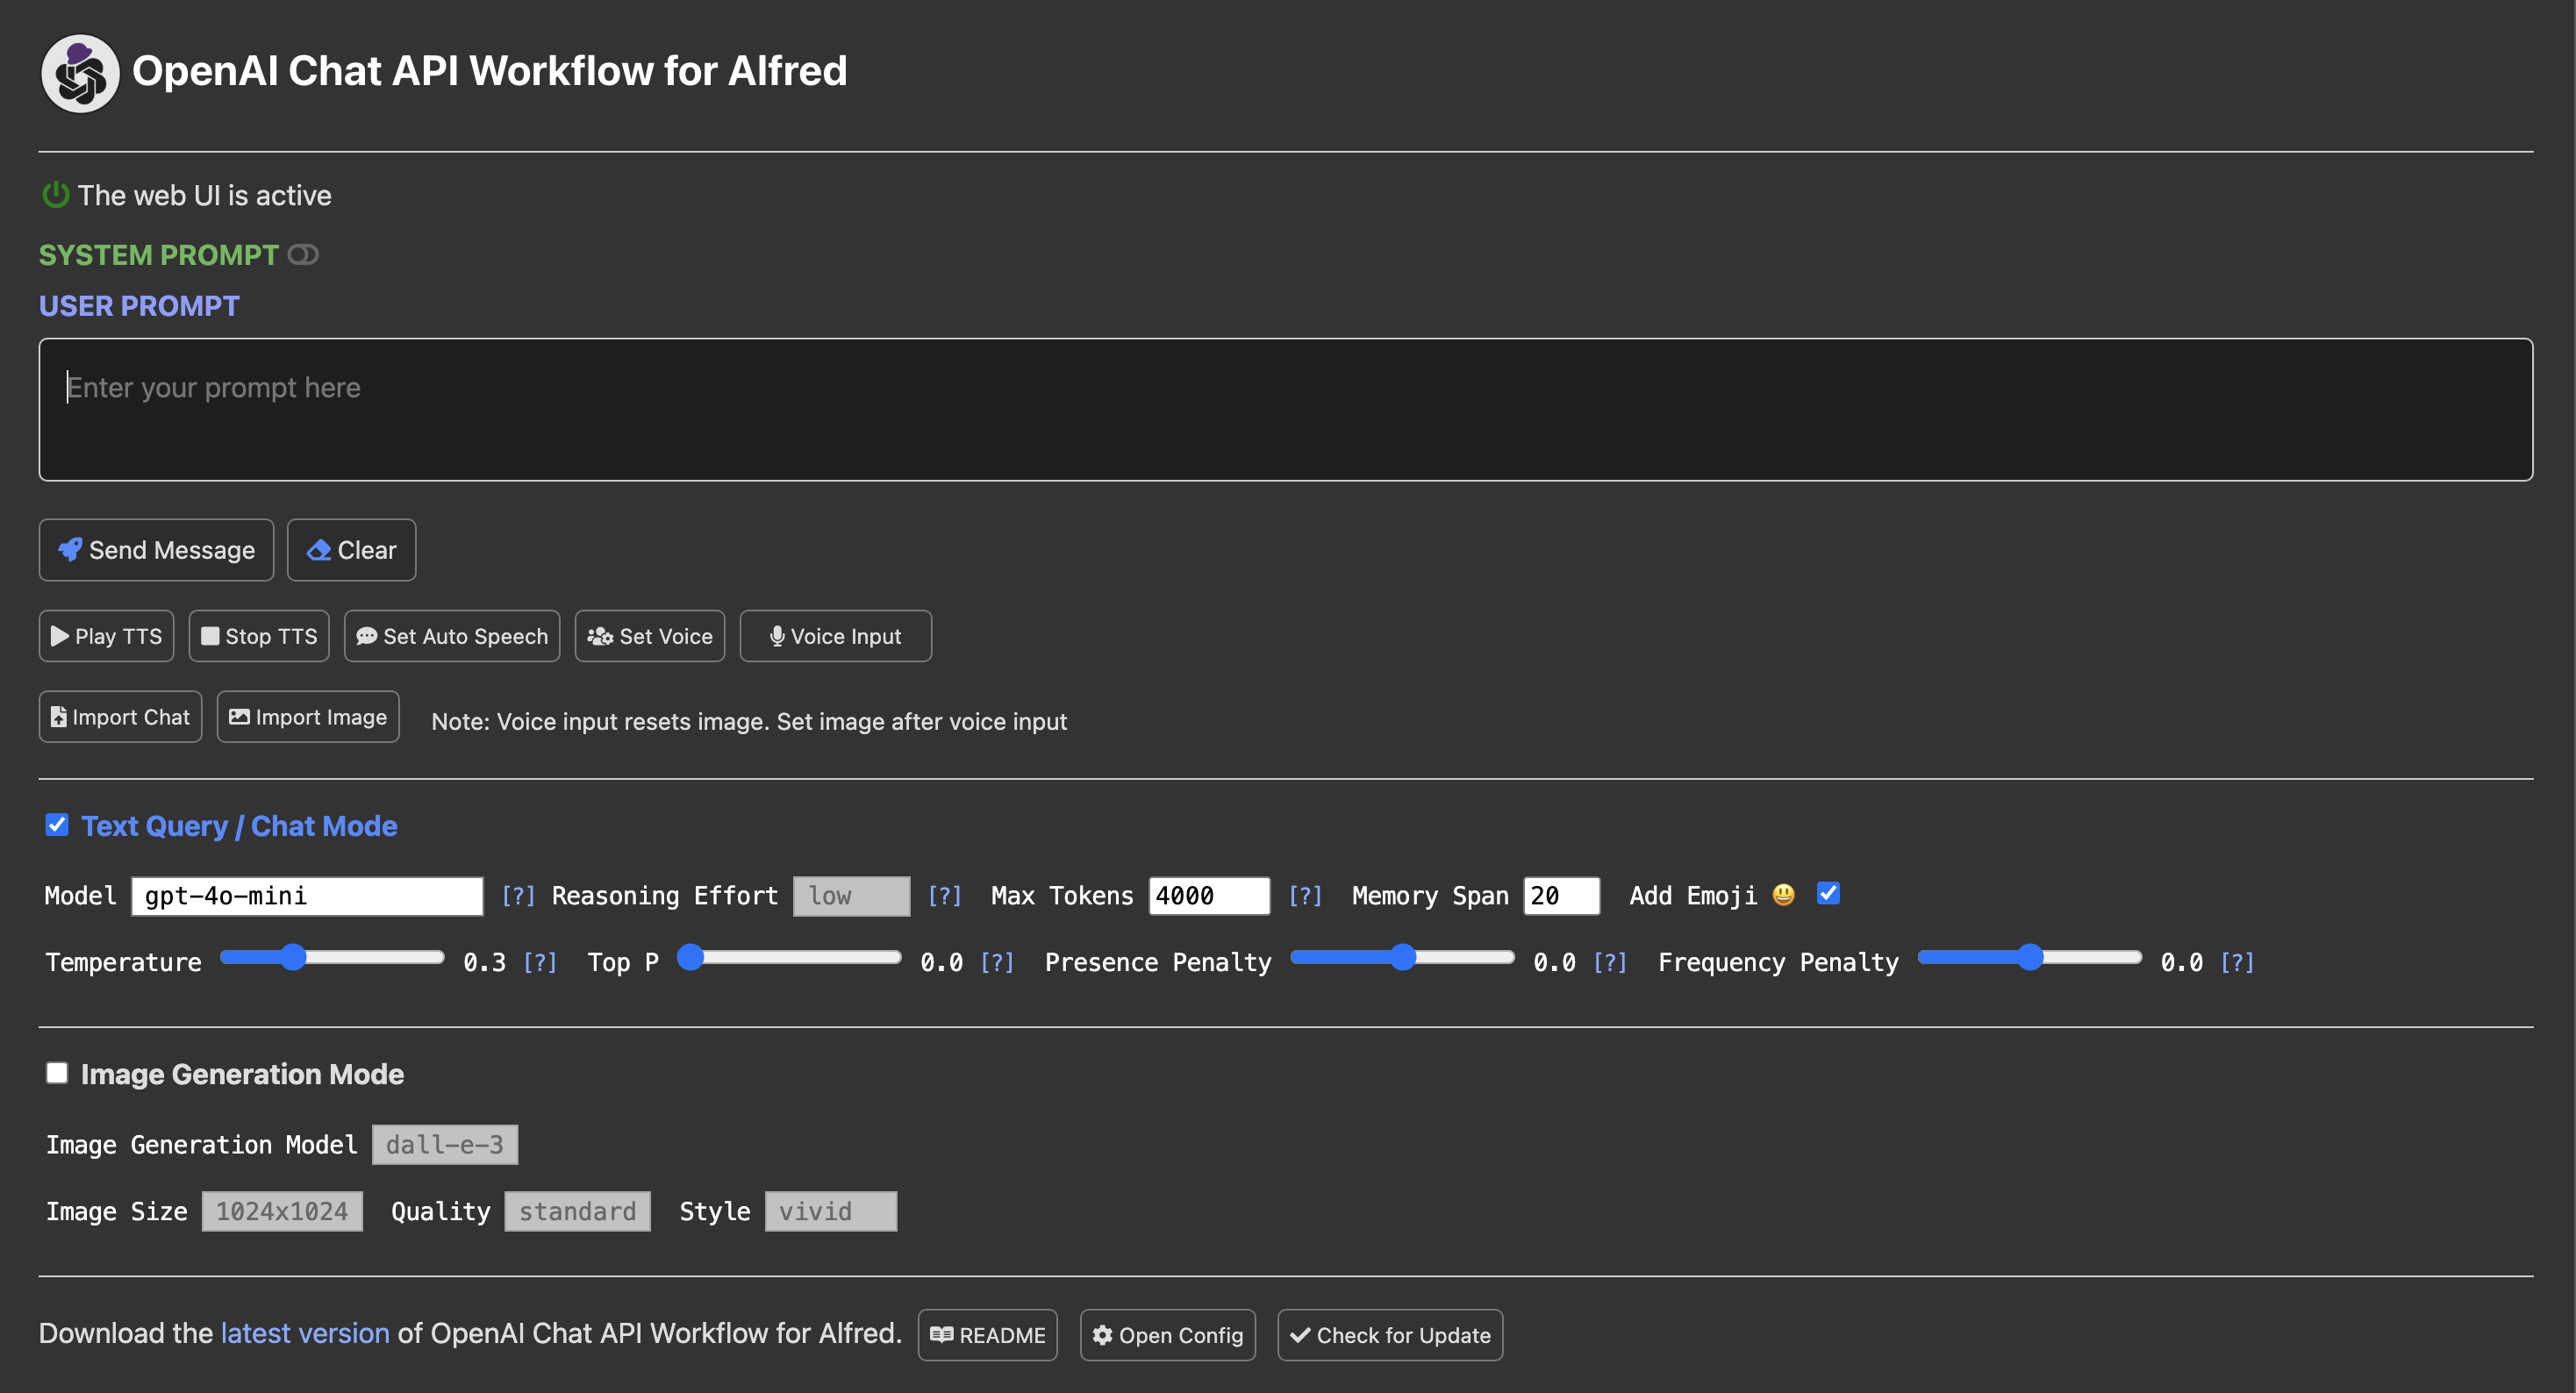 OpenAI Chat API Workflow for Alfred
The web UI is active
SYSTEM PROMPT
USER PROMPT
Enter your prompt here
Send Message Clear
Play TTS Stop TTS Set Auto Speech Set Voice Voice Input
Import Chat Import Image Note: Voice input resets image. Set image after voice input
Text Query / Chat Mode
Model gpt-4o-mini [?] Reasoning Effort low [?] Max Tokens 4000 [?] Memory Span 20 Add Emoji 😃
Temperature 0.3 [?] Top P 0.0 [?] Presence Penalty 0.0 [?] Frequency Penalty 0.0 [?]
Image Generation Mode
Image Generation Model dall-e-3
Image Size 1024x1024 Quality standard Style vivid
Download the latest version of OpenAI Chat API Workflow for Alfred. README Open Config Check for Update